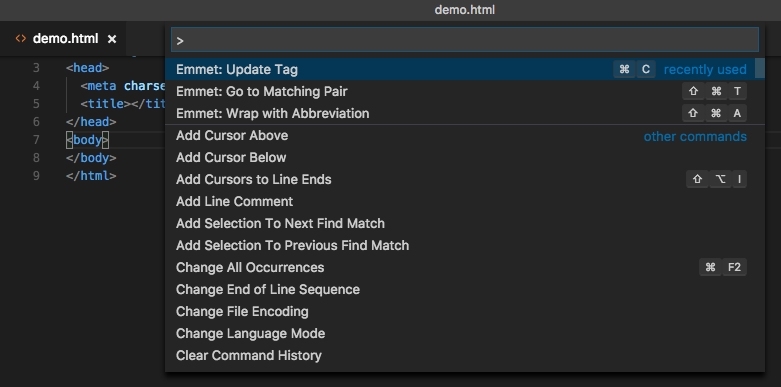 demo.html
<> demo.html ×
>
3 <head>
4 <meta charse
5 <title></tit
6 </head>
7 <body>
8 </body>
9 </html>
Emmet: Update Tag ⌘ C recently used
Emmet: Go to Matching Pair ⇧ ⌘ T
Emmet: Wrap with Abbreviation ⇧ ⌘ A
Add Cursor Above other commands
Add Cursor Below
Add Cursors to Line Ends ⇧ ⌥ I
Add Line Comment
Add Selection To Next Find Match
Add Selection To Previous Find Match
Change All Occurrences ⌘ F2
Change End of Line Sequence
Change File Encoding
Change Language Mode
Clear Command History